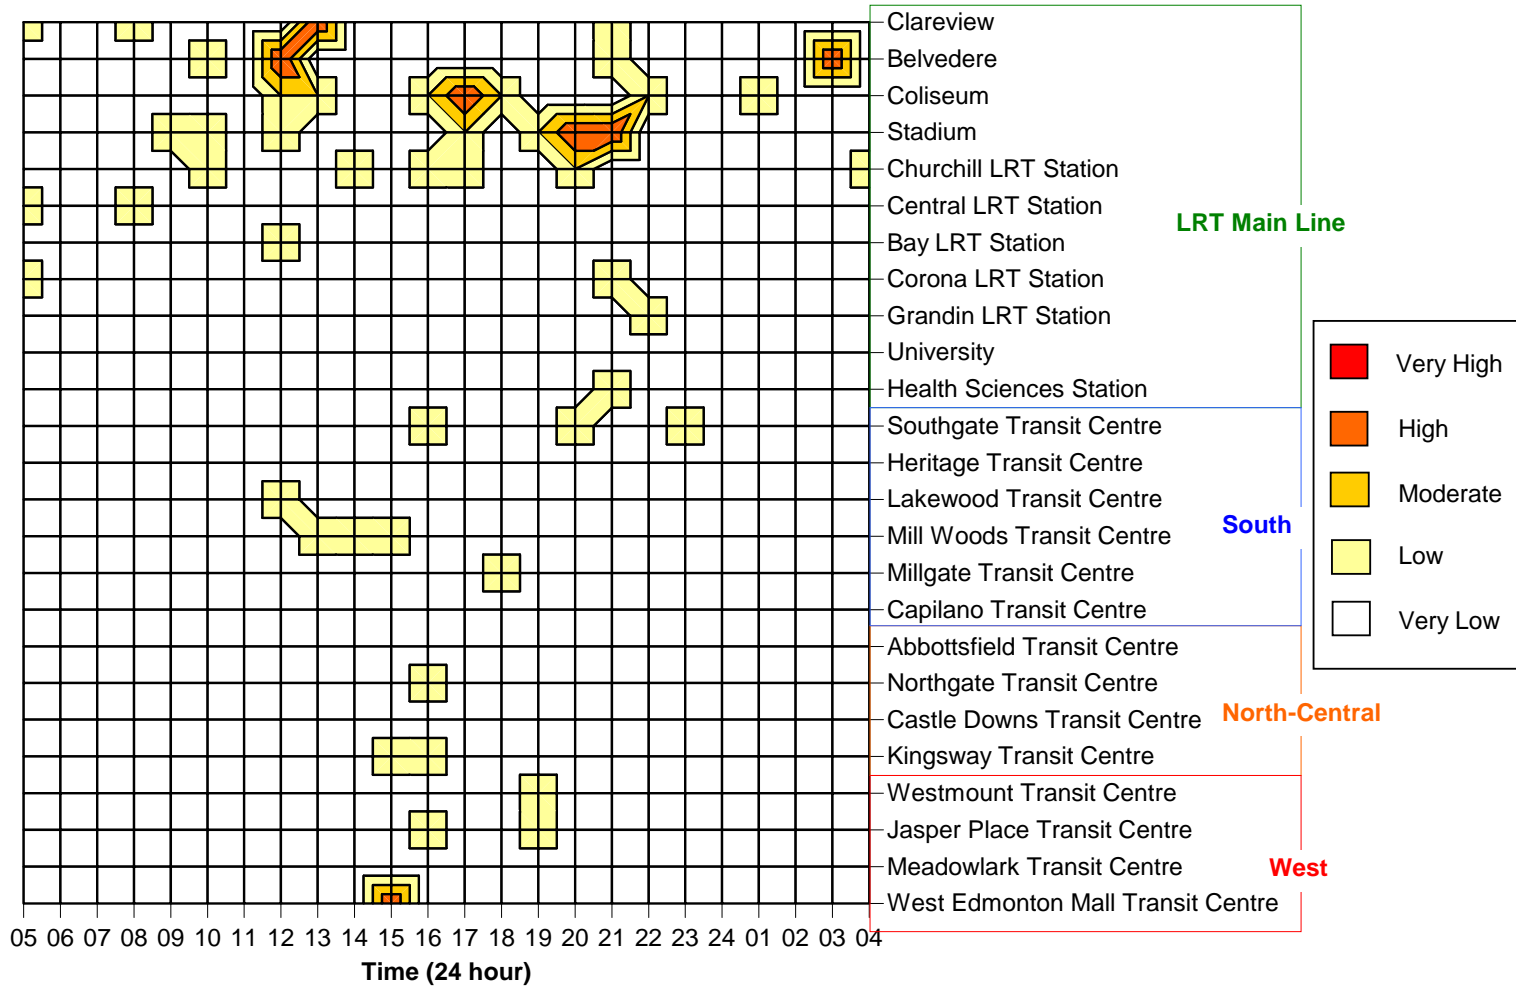 Clareview
Belvedere
Coliseum
Stadium
Churchill LRT Station
Central LRT Station
LRT Main Line
Bay LRT Station
Corona LRT Station
Grandin LRT Station
University
Health Sciences Station
Southgate Transit Centre
Heritage Transit Centre
Lakewood Transit Centre
South
Mill Woods Transit Centre
Millgate Transit Centre
Capilano Transit Centre
Abbottsfield Transit Centre
Northgate Transit Centre
Castle Downs Transit Centre
North-Central
Kingsway Transit Centre
Westmount Transit Centre
Jasper Place Transit Centre
Meadowlark Transit Centre
West
West Edmonton Mall Transit Centre
Very High
High
Moderate
Low
Very Low
05 06 07 08 09 10 11 12 13 14 15 16 17 18 19 20 21 22 23 24 01 02 03 04
Time (24 hour)